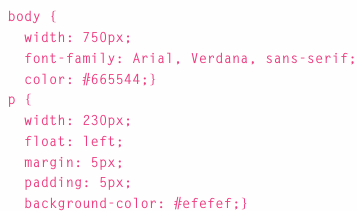 body {
  width: 750px;
  font-family: Arial, Verdana, sans-serif;
  color: #665544;}
p {
  width: 230px;
  float: left;
  margin: 5px;
  padding: 5px;
  background-color: #efefef;}